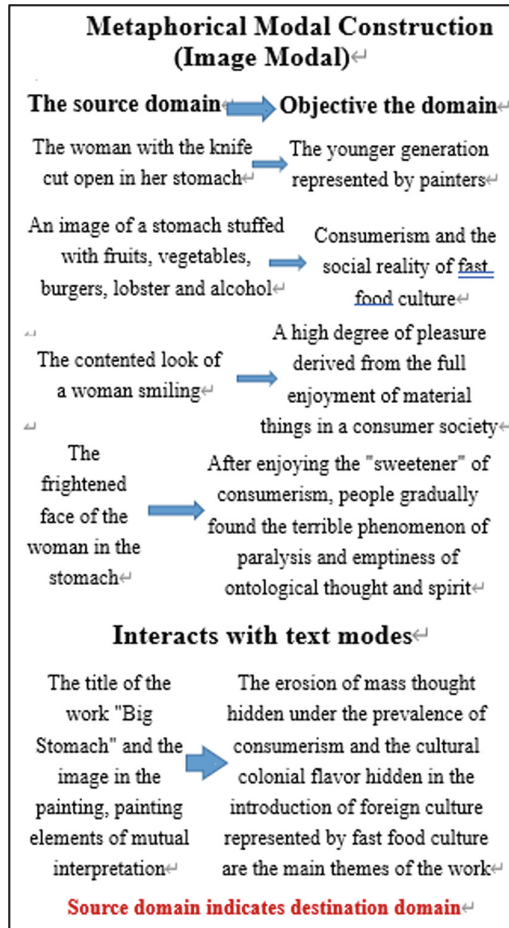 Metaphorical Modal Construction
(Image Modal)↵
The source domain↵ Objective the domain↵
The woman with the knife
cut open in her stomach↵
The younger generation
represented by painters↵
An image of a stomach stuffed
with fruits, vegetables,
burgers, lobster and alcohol↵
Consumerism and the
social reality of fast
food culture↵
↵
The contented look of
a woman smiling↵
↵
A high degree of pleasure
derived from the full
enjoyment of material
things in a consumer society↵
The
frightened
face of the
woman in the
stomach↵
After enjoying the "sweetener" of
consumerism, people gradually
found the terrible phenomenon of
paralysis and emptiness of
ontological thought and spirit↵
Interacts with text modes↵
The title of the
work "Big
Stomach" and the
image in the
painting, painting
elements of mutual
interpretation↵
The erosion of mass thought
hidden under the prevalence of
consumerism and the cultural
colonial flavor hidden in the
introduction of foreign culture
represented by fast food culture
are the main themes of the work↵
Source domain indicates destination domain↵